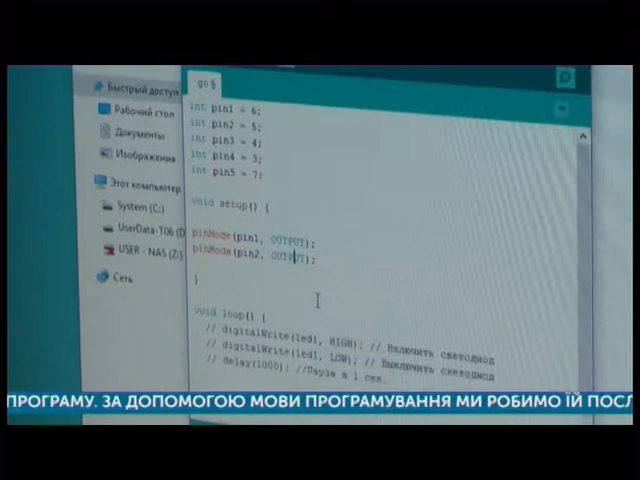 Быстрый доступ
Рабочий стол
Документы
Изображения
Этот компьютер
System (C:)
UserData-T06 (D
USER - NAS (Z:)
Сеть
go §
int pin1 = 6;
int pin2 = 5;
int pin3 = 4;
int pin4 = 3;
int pin5 = 7;
void setup() {
pinMode(pin1, OUTPUT);
pinMode(pin2, OUTPUT);
}
void loop() {
// digitalWrite(led1, HIGH); // Включить светодиод
// digitalWrite(led1, LOW); // Выключить светодиод
// delay(1000); //Пауза в 1 сек.
ПРОГРАМУ. ЗА ДОПОМОГОЮ МОВИ ПРОГРАМУВАННЯ МИ РОБИМО ЇЙ ПОСЛ